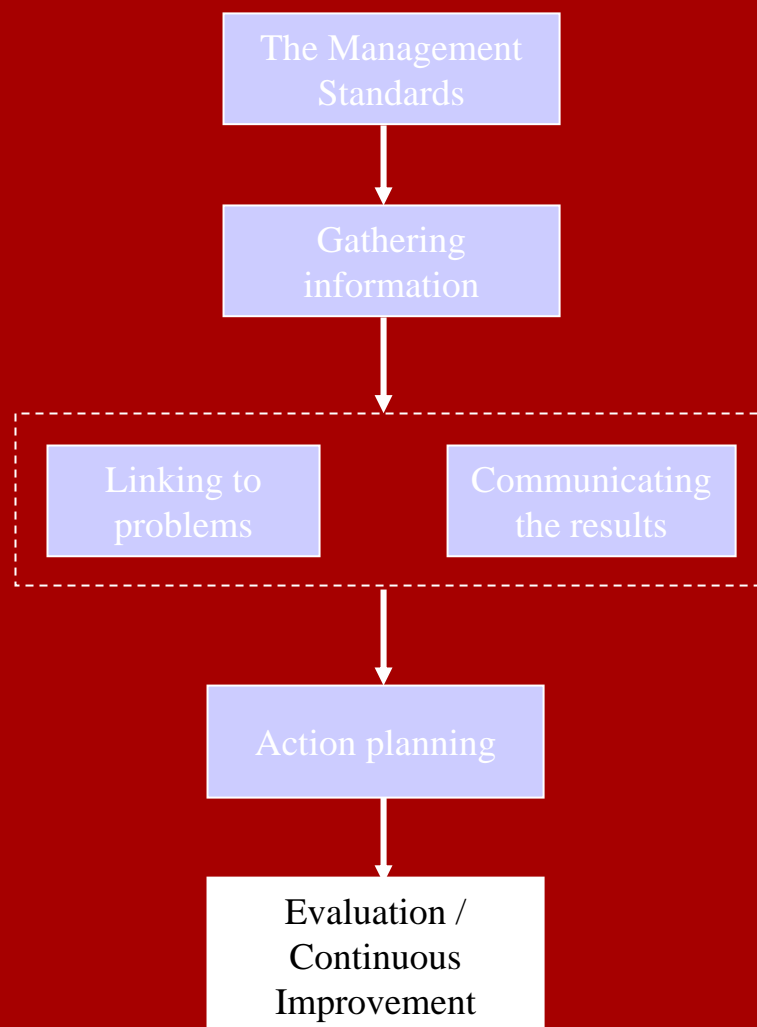 The Management
Standards
Gathering
information
Linking to
problems
Communicating
the results
Action planning
Evaluation /
Continuous
Improvement